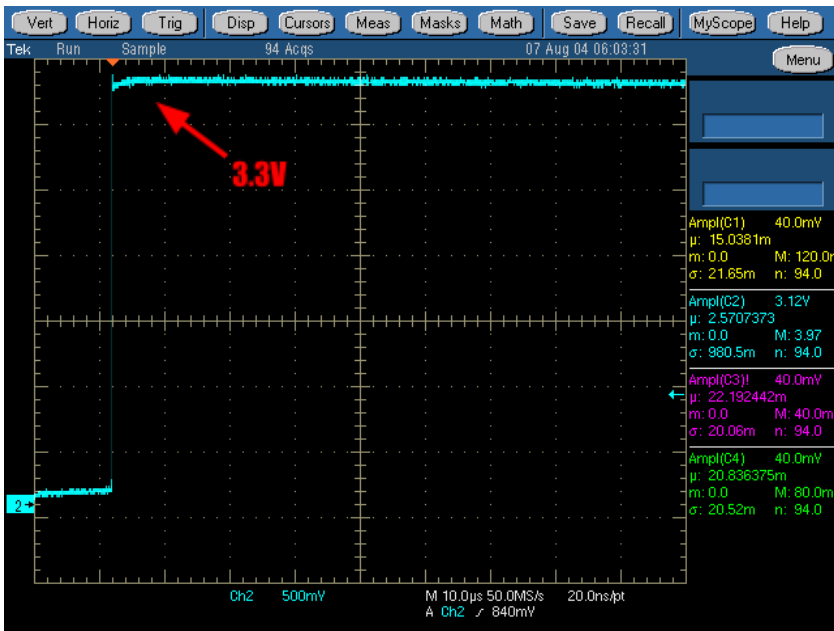 Vert Horiz Trig Disp Cursors Meas Masks Math Save Recall MyScope Help
Tek Run Sample 94 Acqs 07 Aug 04 06:03:31
Menu
3.3V
Ampl(C1) 40.0mV
µ: 15.0381m
m: 0.0 M: 120.0m
σ: 21.65m n: 94.0
Ampl(C2) 3.12V
µ: 2.5707373
m: 0.0 M: 3.97
σ: 980.5m n: 94.0
Ampl(C3)! 40.0mV
µ: 22.192442m
m: 0.0 M: 40.0m
σ: 20.06m n: 94.0
Ampl(C4) 40.0mV
µ: 20.836375m
m: 0.0 M: 80.0m
σ: 20.52m n: 94.0
2
Ch2 500mV M 10.0µs 50.0MS/s 20.0ns/pt
A Ch2 ∕ 840mV